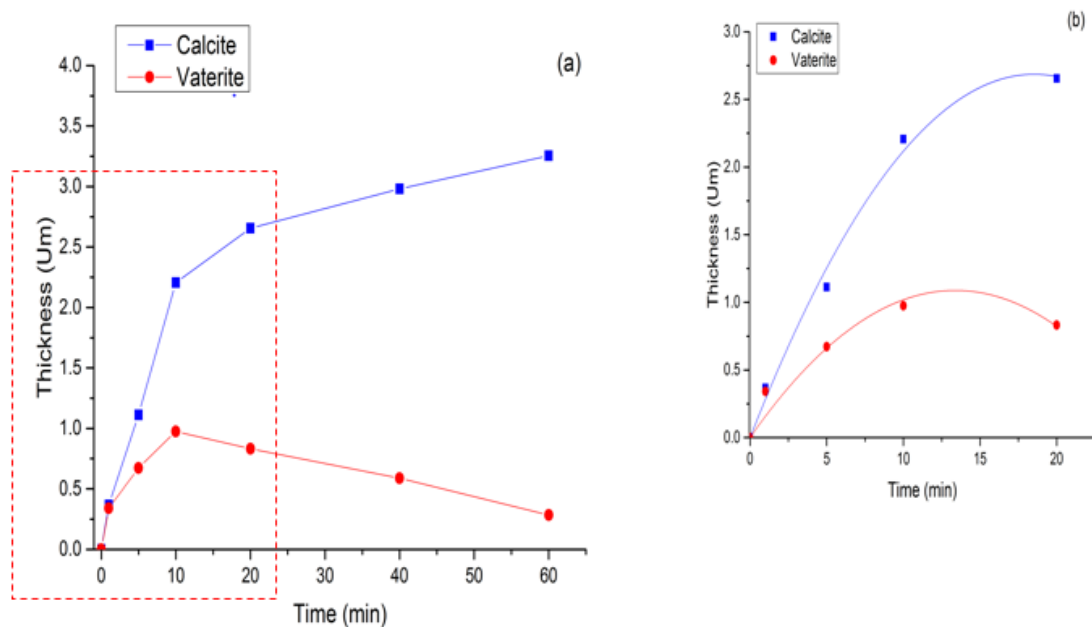 Calcite
Vaterite
(a)
4.0
3.5
3.0
2.5
2.0
1.5
1.0
0.5
0.0
Thickness (Um)
0 10 20 30 40 50 60
Time (min)
(b)
Calcite
Vaterite
3.0
2.5
2.0
1.5
1.0
0.5
0.0
Thickness (Um)
0 5 10 15 20
Time (min)